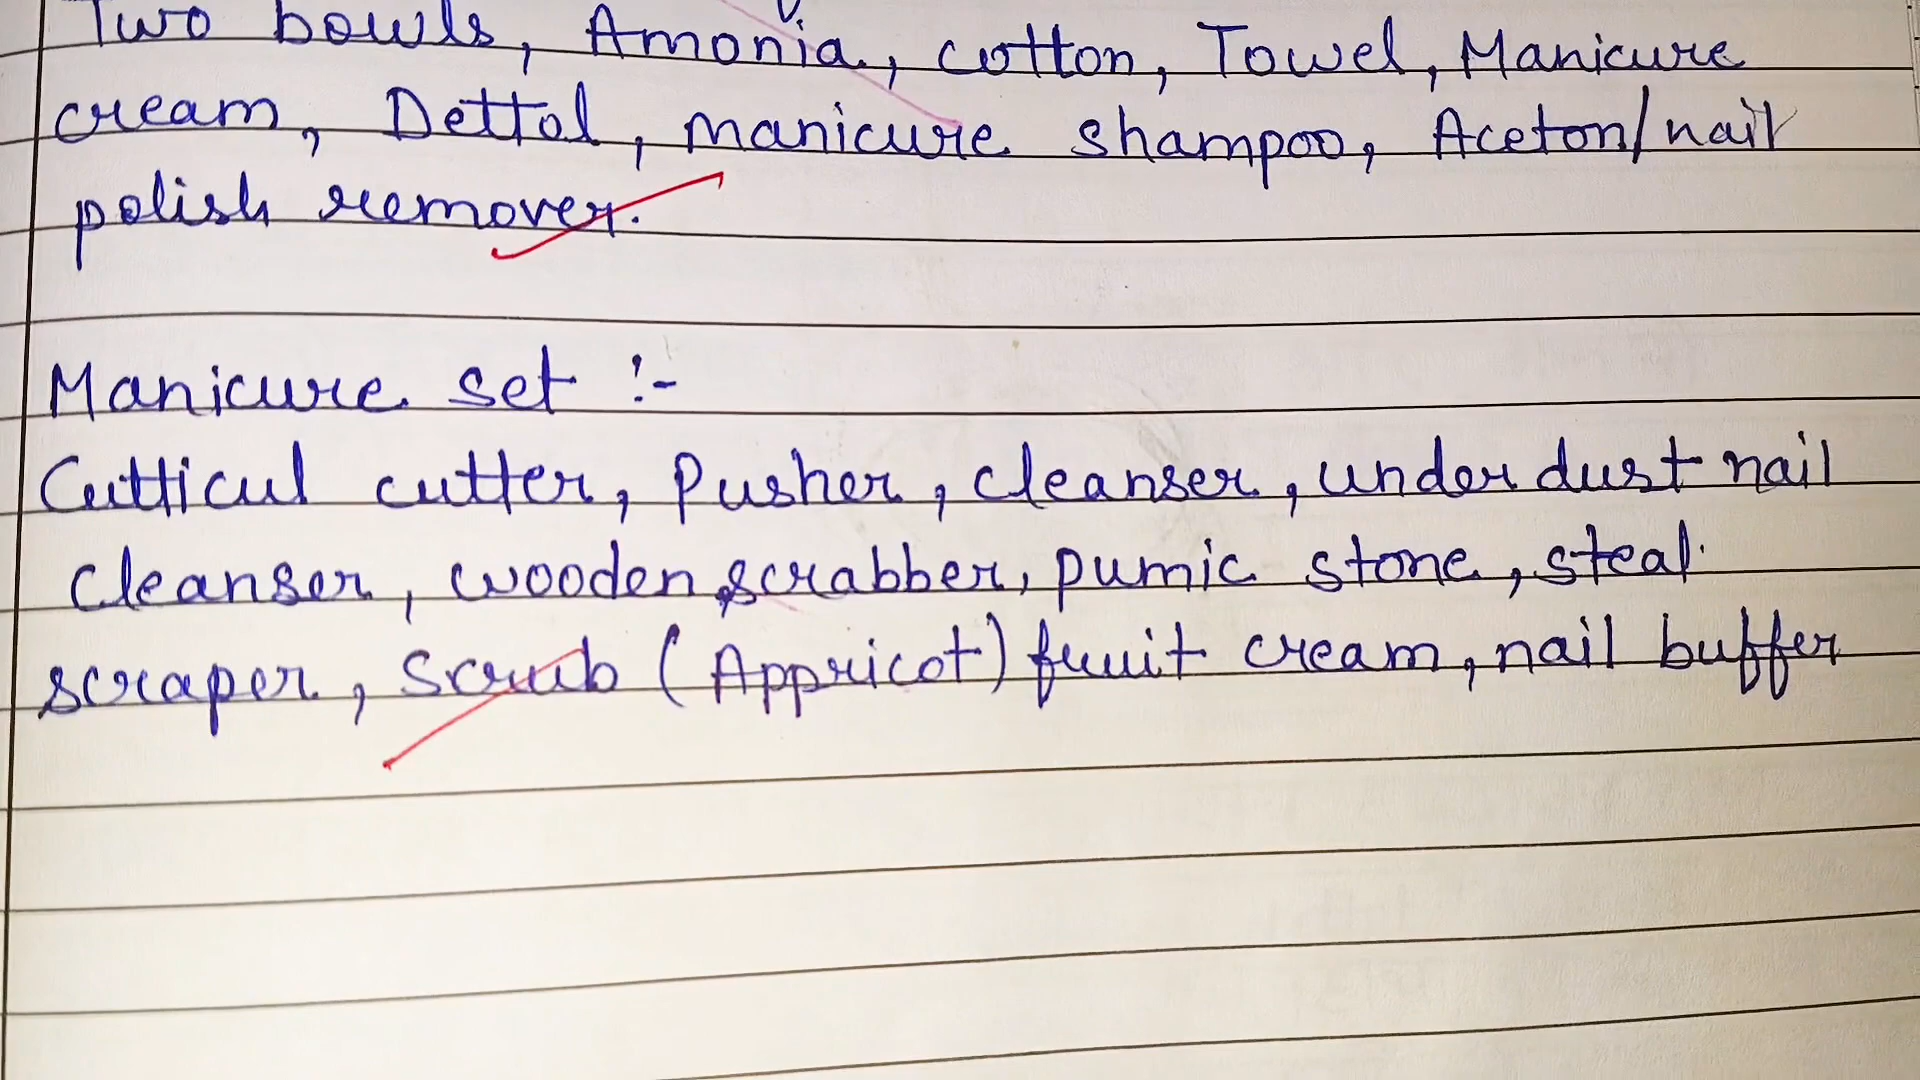 Two bowls, Amonia, cotton, Towel, Manicure
cream, Dettol, manicure shampoo, Aceton/nail
polish remover.
Manicure set :-
Cutticul cutter, Pusher, cleanser, under dust nail
cleanser, wooden scrabber, pumic stone, steal
scraper, Scrub (Appricot) fruit cream, nail buffer